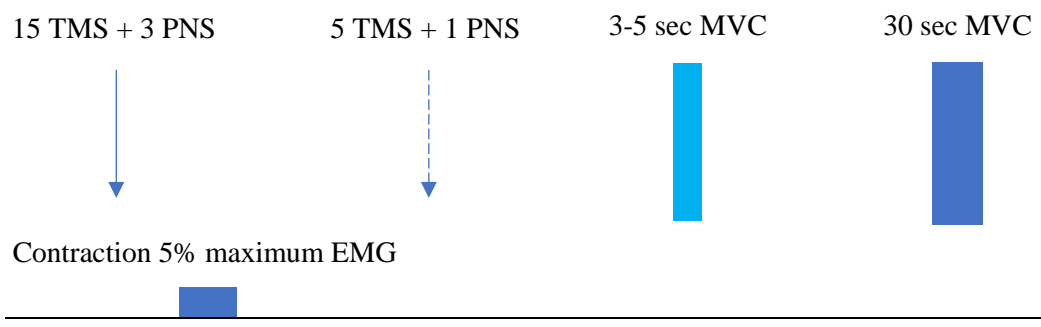 15 TMS + 3 PNS 5 TMS + 1 PNS 3-5 sec MVC 30 sec MVC
Contraction 5% maximum EMG